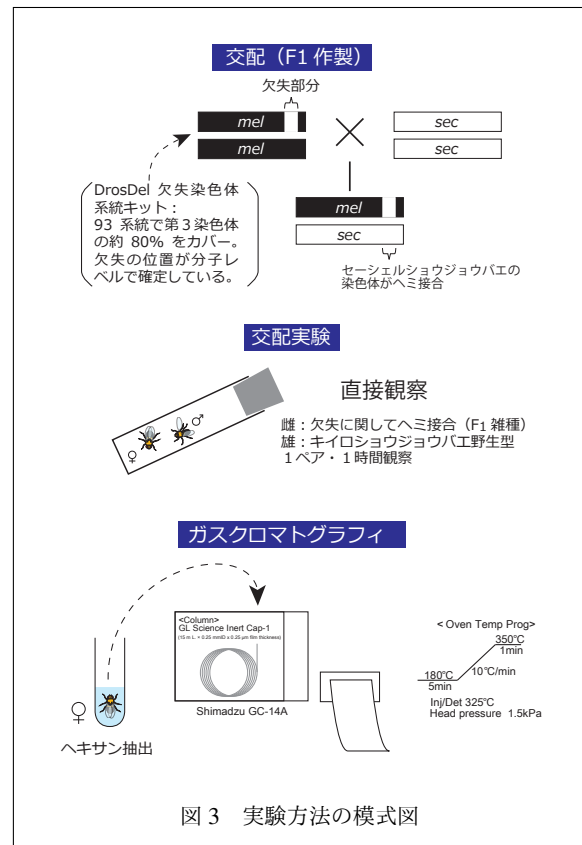 交配（F1 作製）
欠失部分
mel
sec
mel
sec
DrosDel 欠失染色体
系統キット：
93 系統で第３染色体
の約 80% をカバー。
欠失の位置が分子レ
ベルで確定している。
mel
sec
セーシェルショウジョウバエの
染色体がヘミ接合
交配実験
直接観察
♂
♀
雌：欠失に関してヘミ接合（F1 雑種）
雄：キイロショウジョウバエ野生型
１ペア・１時間観察
ガスクロマトグラフィ
<Column>
GL Science Inert Cap-1
(15 m L. × 0.25 mmID x 0.25 µm film thickness)
Shimadzu GC-14A
< Oven Temp Prog>
350℃
1min
10℃/min
180℃
5min
Inj/Det 325℃
Head pressure 1.5kPa
♀
ヘキサン抽出
図 3 実験方法の模式図